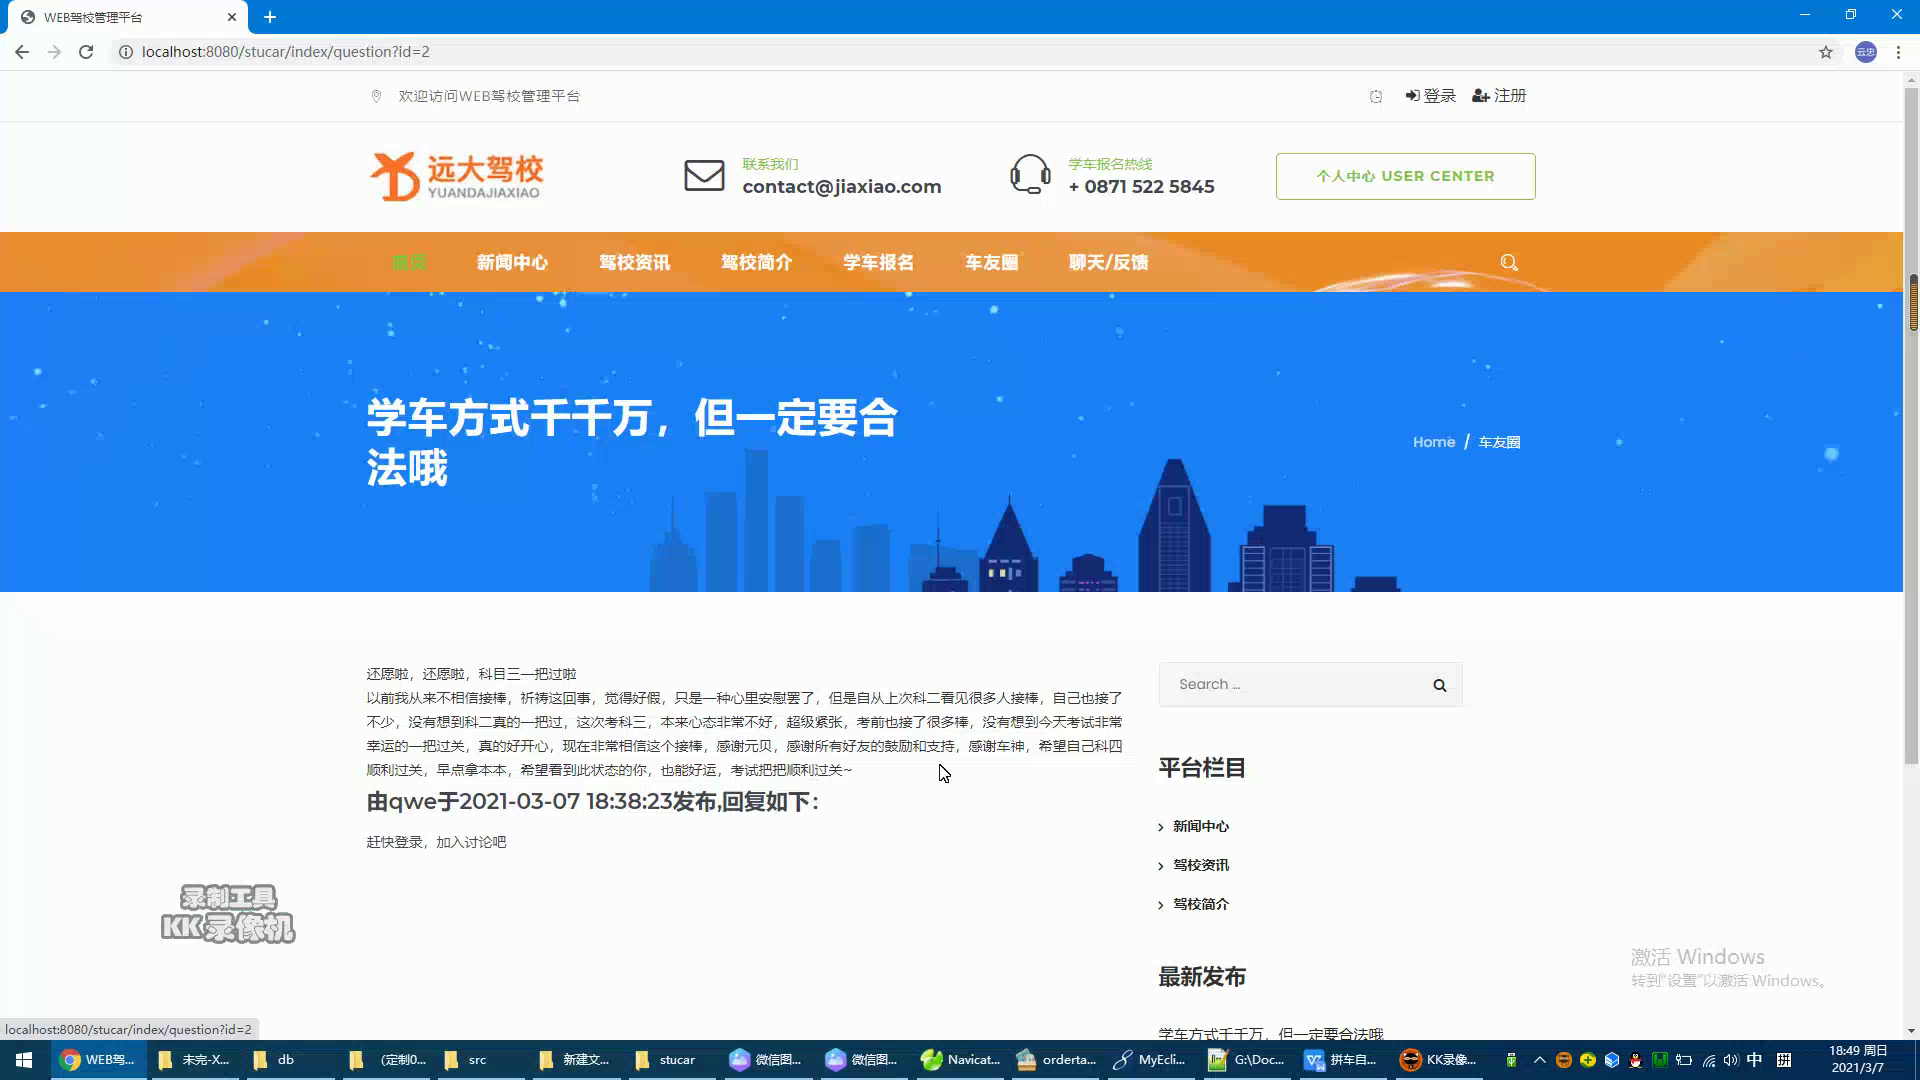 WEB驾校管理平台
localhost:8080/stucar/index/question?id=2
云忠
欢迎访问WEB驾校管理平台
登录 注册
远大驾校
YUANDAJIAXIAO
联系我们
contact@jiaxiao.com
学车报名热线
+ 0871 522 5845
个人中心 USER CENTER
首页 新闻中心 驾校资讯 驾校简介 学车报名 车友圈 聊天/反馈
学车方式千千万，但一定要合
法哦
Home / 车友圈
还愿啦，还愿啦，科目三一把过啦
以前我从来不相信接棒，祈祷这回事，觉得好假，只是一种心里安慰罢了，但是自从上次科二看见很多人接棒，自己也接了
不少，没有想到科二真的一把过，这次考科三，本来心态非常不好，超级紧张，考前也接了很多棒，没有想到今天考试非常
幸运的一把过关，真的好开心，现在非常相信这个接棒，感谢元贝，感谢所有好友的鼓励和支持，感谢车神，希望自己科四
顺利过关，早点拿本本，希望看到此状态的你，也能好运，考试把把顺利过关~
由qwe于2021-03-07 18:38:23发布,回复如下：
赶快登录，加入讨论吧
Search ...
平台栏目
新闻中心
驾校资讯
驾校简介
最新发布
学车方式千千万，但一定要合法哦
录制工具
KK录像机
激活 Windows
转到"设置"以激活 Windows。
localhost:8080/stucar/index/question?id=2
WEB驾... 未完-X... db (定制0... src 新建文... stucar 微信图... 微信图... Navicat... orderta... MyEcli... G:\Doc... 拼车自... KK录像... 中 拼
18:49 周日
2021/3/7